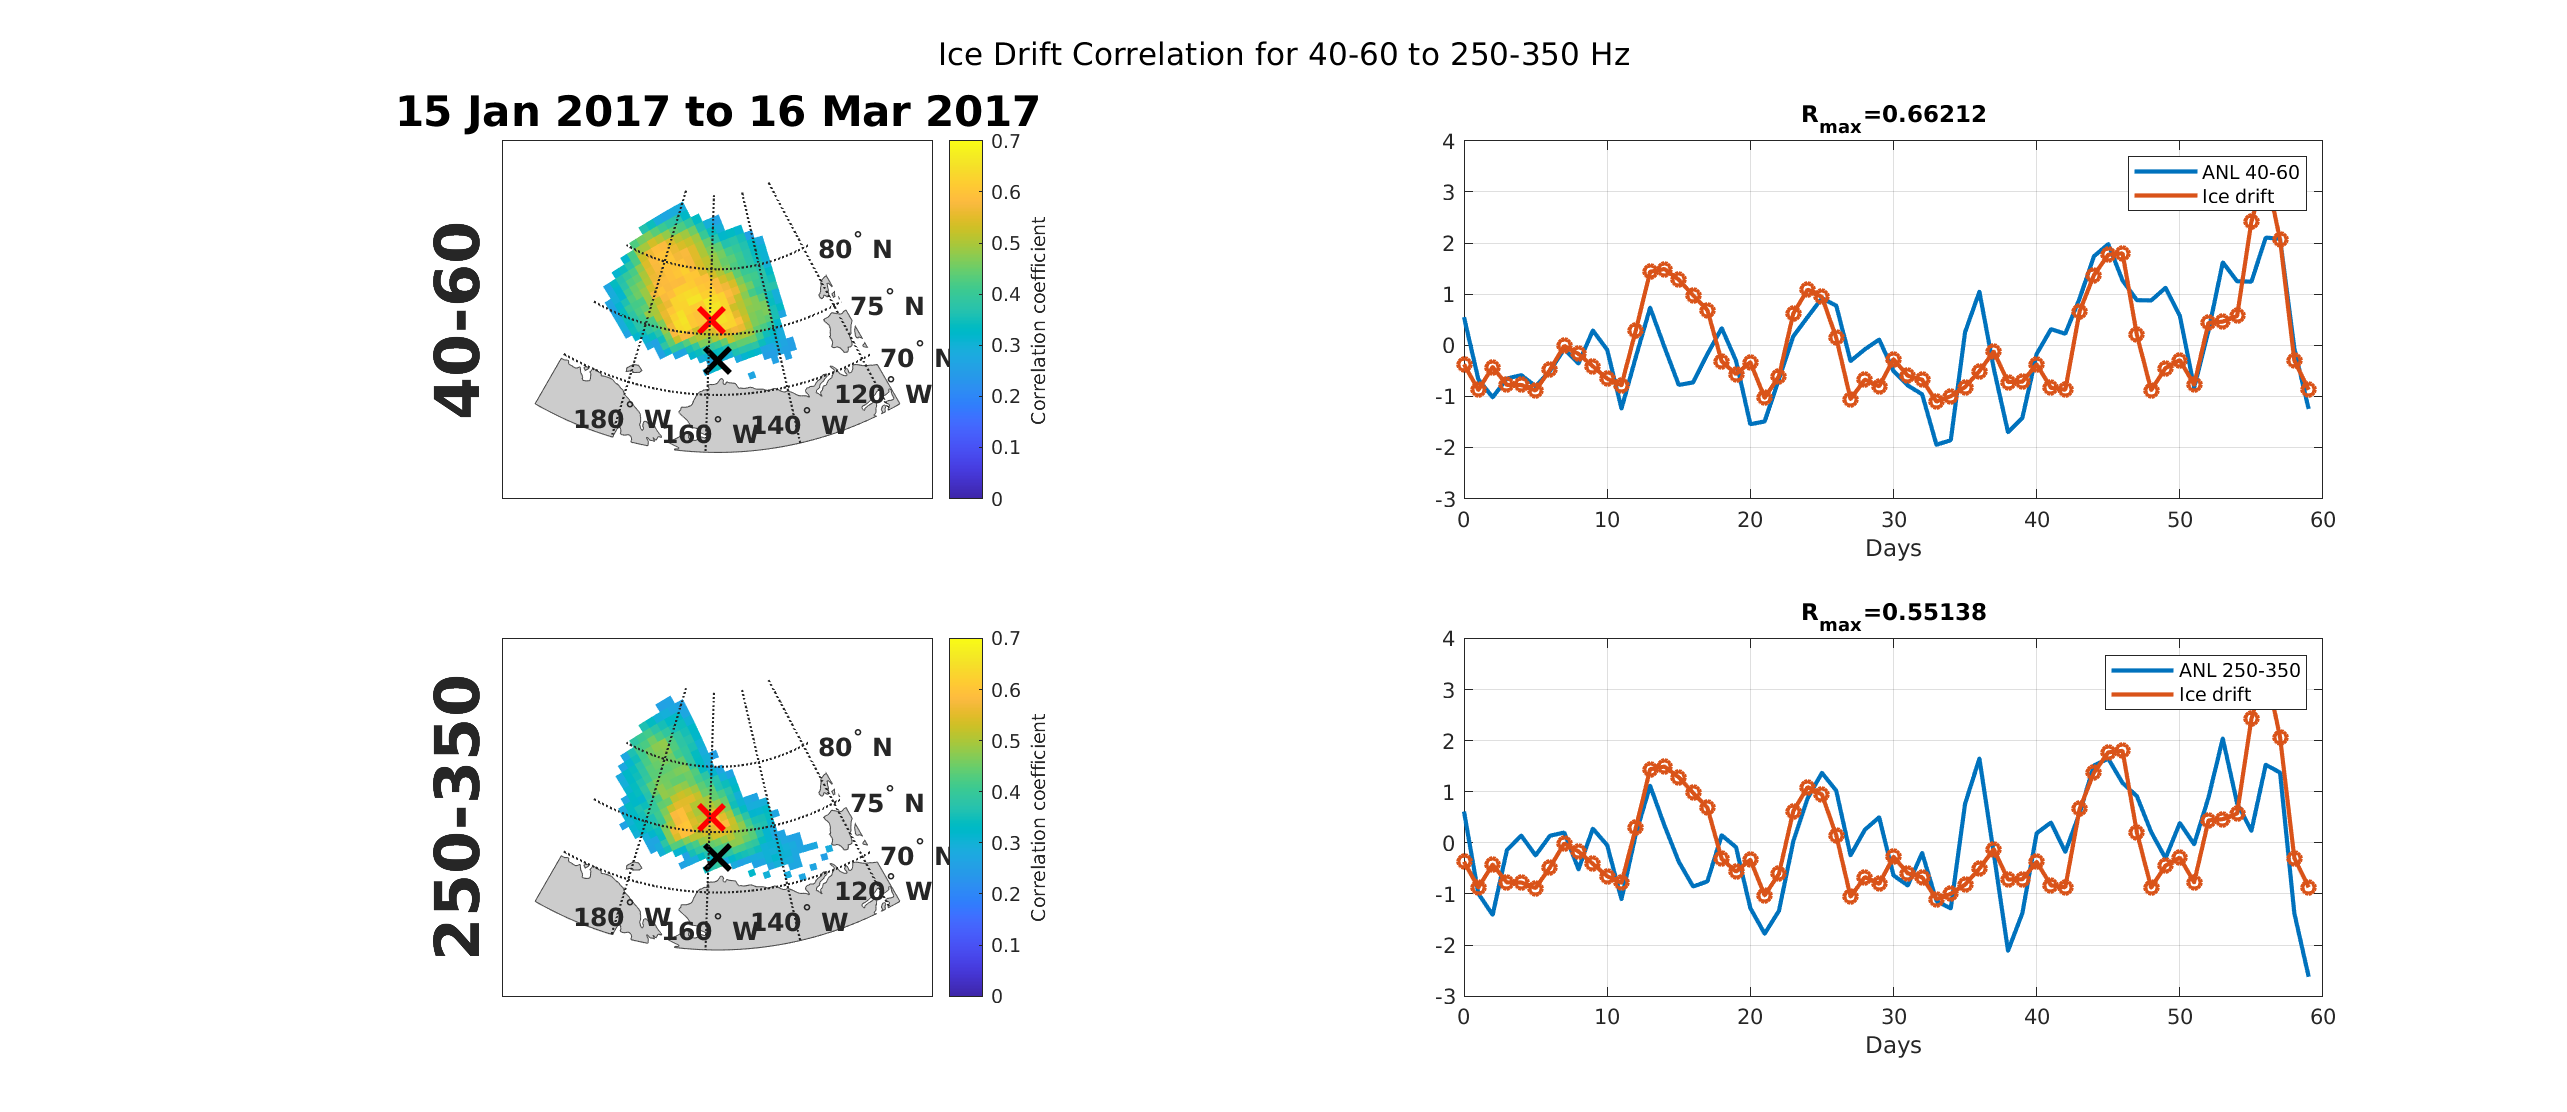 Ice Drift Correlation for 40-60 to 250-350 Hz
15 Jan 2017 to 16 Mar 2017
40-60
80° N
75° N
70° N
120° W
180° W
160° W
140° W
0.7
0.6
0.5
0.4
0.3
0.2
0.1
0
Correlation coefficient
Rmax=0.66212
4
3
2
1
0
-1
-2
-3
0 10 20 30 40 50 60
Days
ANL 40-60
Ice drift
250-350
80° N
75° N
70° N
120° W
180° W
160° W
140° W
0.7
0.6
0.5
0.4
0.3
0.2
0.1
0
Correlation coefficient
Rmax=0.55138
4
3
2
1
0
-1
-2
-3
0 10 20 30 40 50 60
Days
ANL 250-350
Ice drift